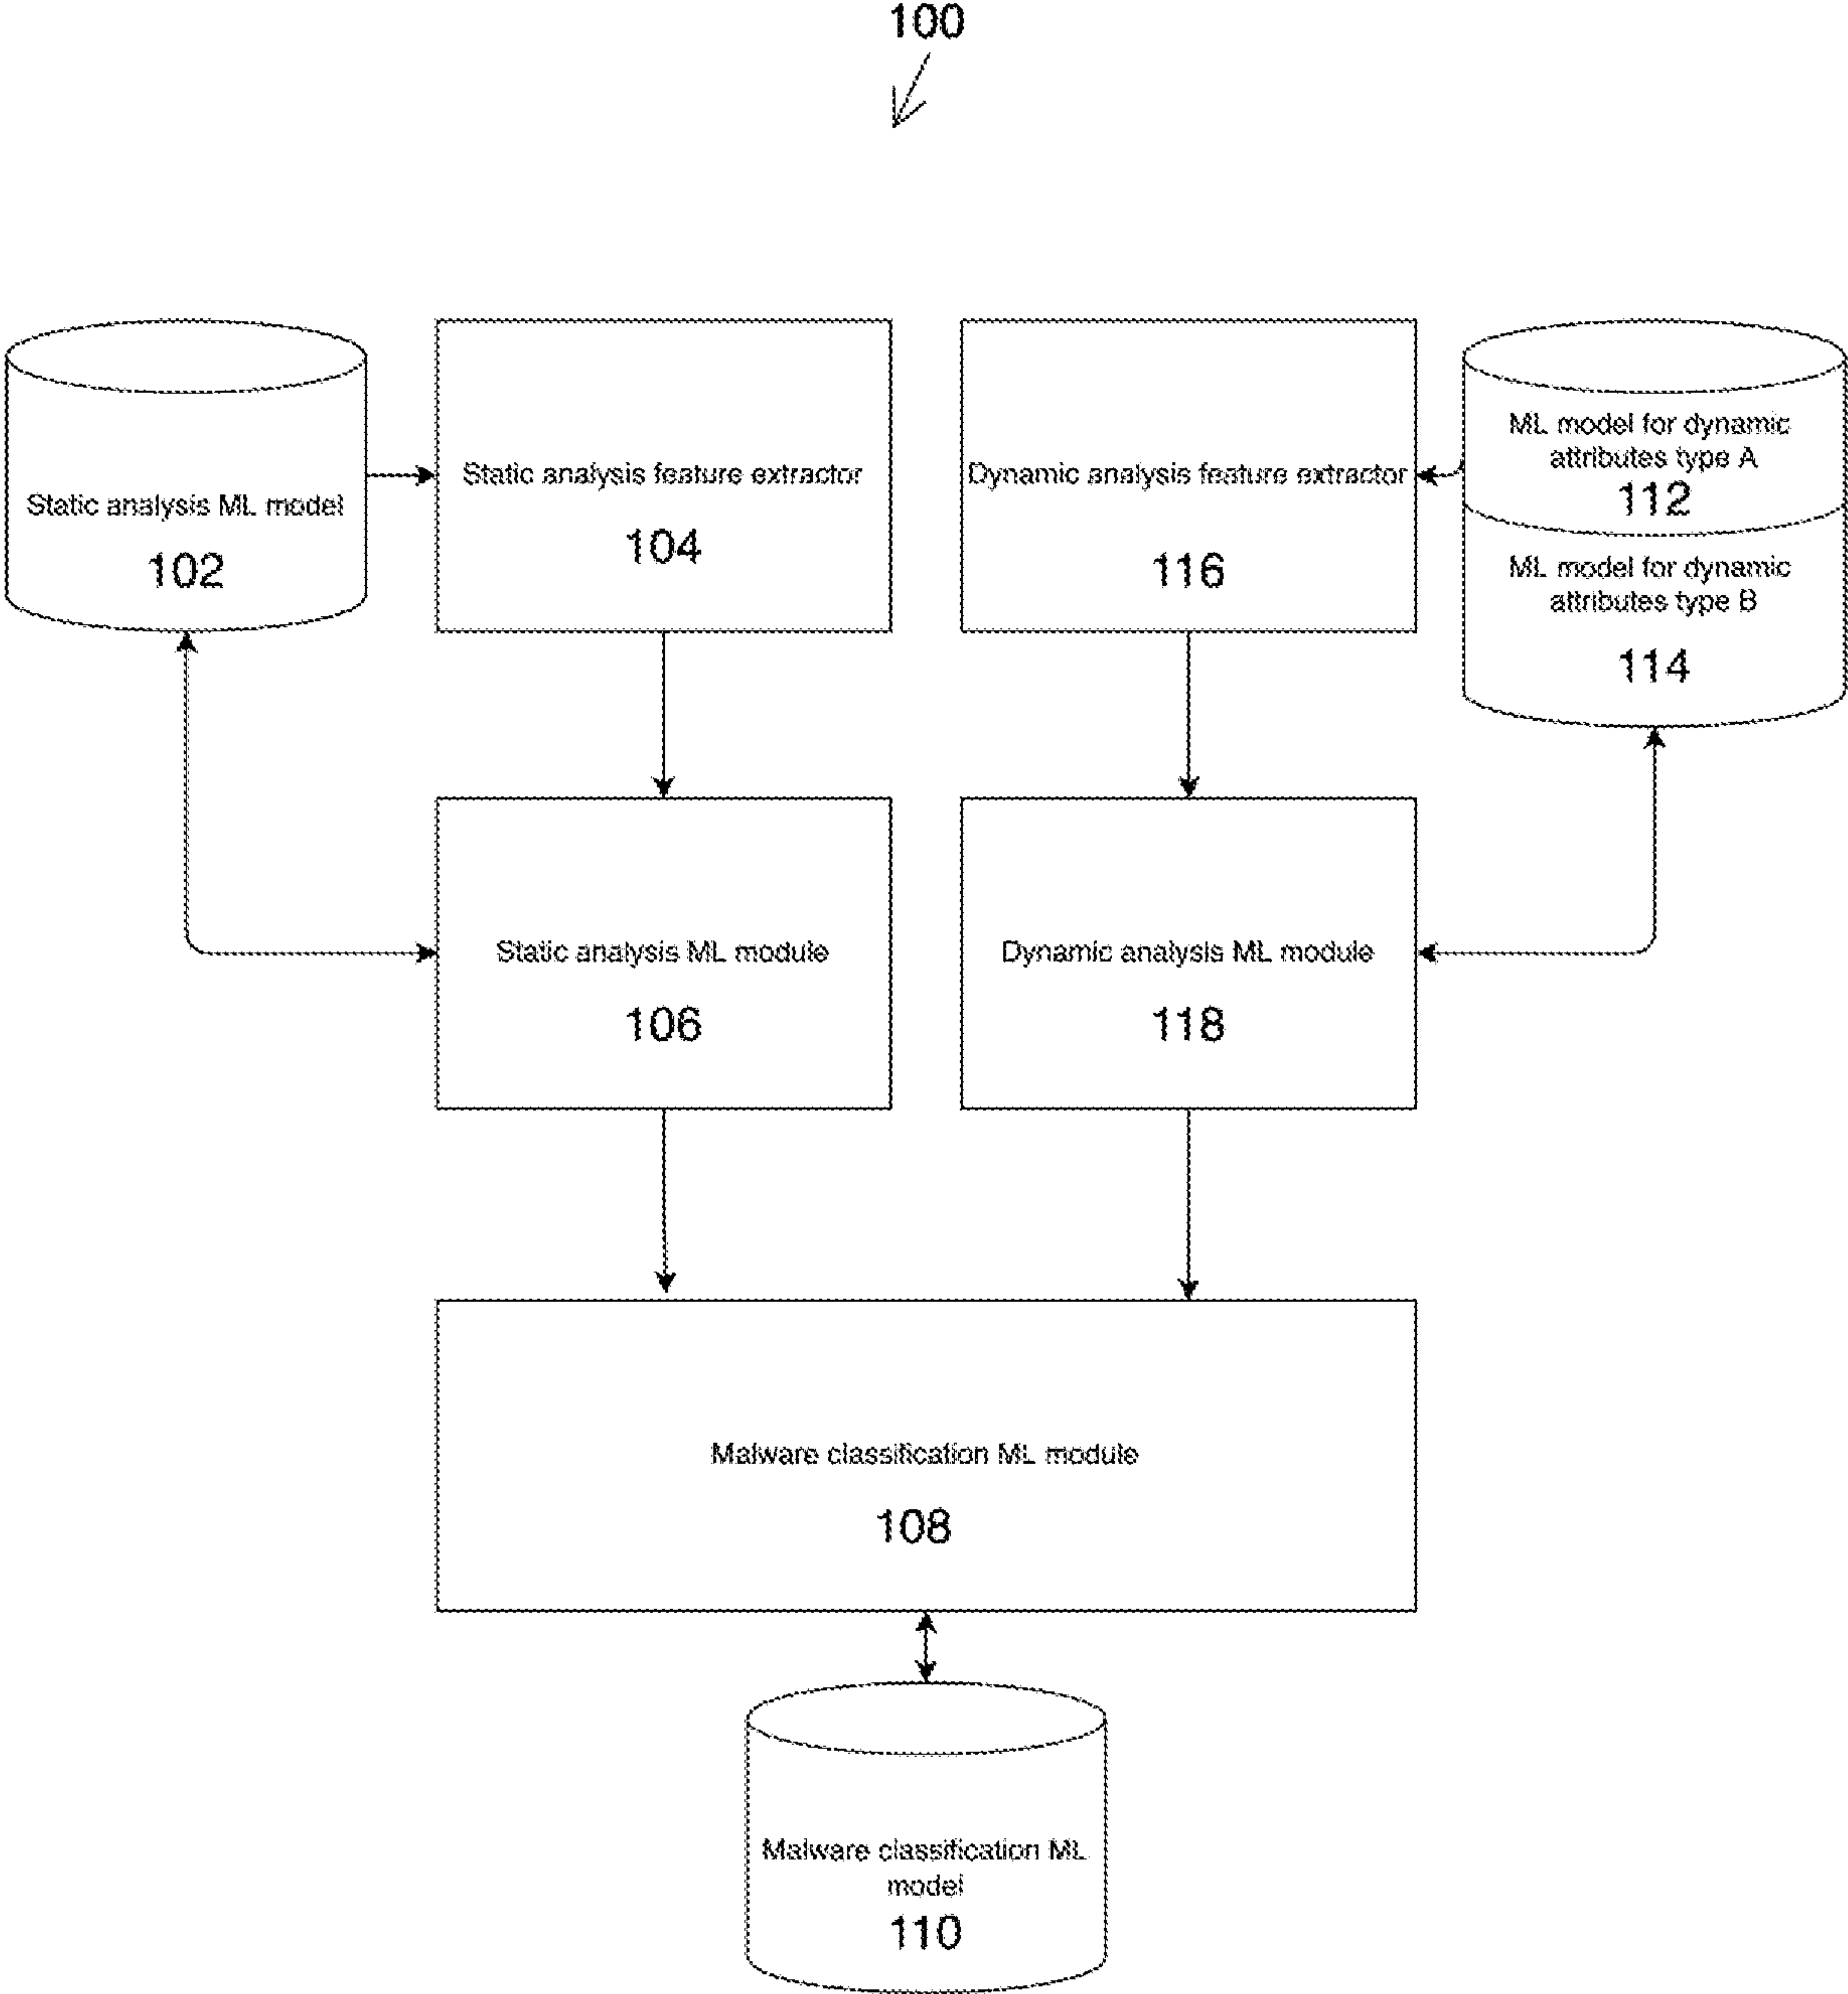 100
Static analysis ML model
102
Static analysis feature extractor
104
Dynamic analysis feature extractor
116
ML model for dynamic
attributes type A
112
ML model for dynamic
attributes type B
114
Static analysis ML module
106
Dynamic analysis ML module
118
Malware classification ML module
108
Malware classification ML
model
110